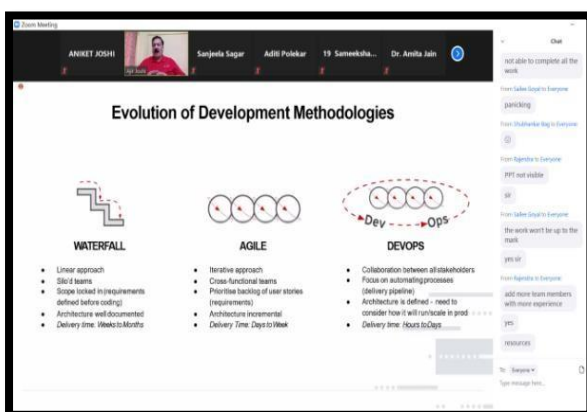 Zoom Meeting
ANIKET JOSHI
Ajit Joshi
Sanjeela Sagar
Aditi Polekar
19 Sameeksha...
Dr. Amita Jain
Evolution of Development Methodologies
WATERFALL
Linear approach
Silo'd teams
Scope locked in (requirements
defined before coding)
Architecture well documented
Delivery time: Weeks to Months
AGILE
Iterative approach
Cross-functional teams
Prioritise backlog of user stories
(requirements)
Architecture incremental
Delivery Time: Days to Week
Dev Ops
DEVOPS
Collaboration between all stakeholders
Focus on automating processes
(delivery pipeline)
Architecture is defined - need to
consider how it will run/scale in prod
Delivery time: Hours to Days
Chat
not able to complete all the
work
From Sailee Goyal to Everyone
panicking
From Shubhankar Bag to Everyone
From Rajendra to Everyone
PPT not visible
sir
From Sailee Goyal to Everyone
the work won't be up to the
mark
yes sir
From Rajendra to Everyone
add more team members
with more experience
yes
resources
To: Everyone
Type message here...